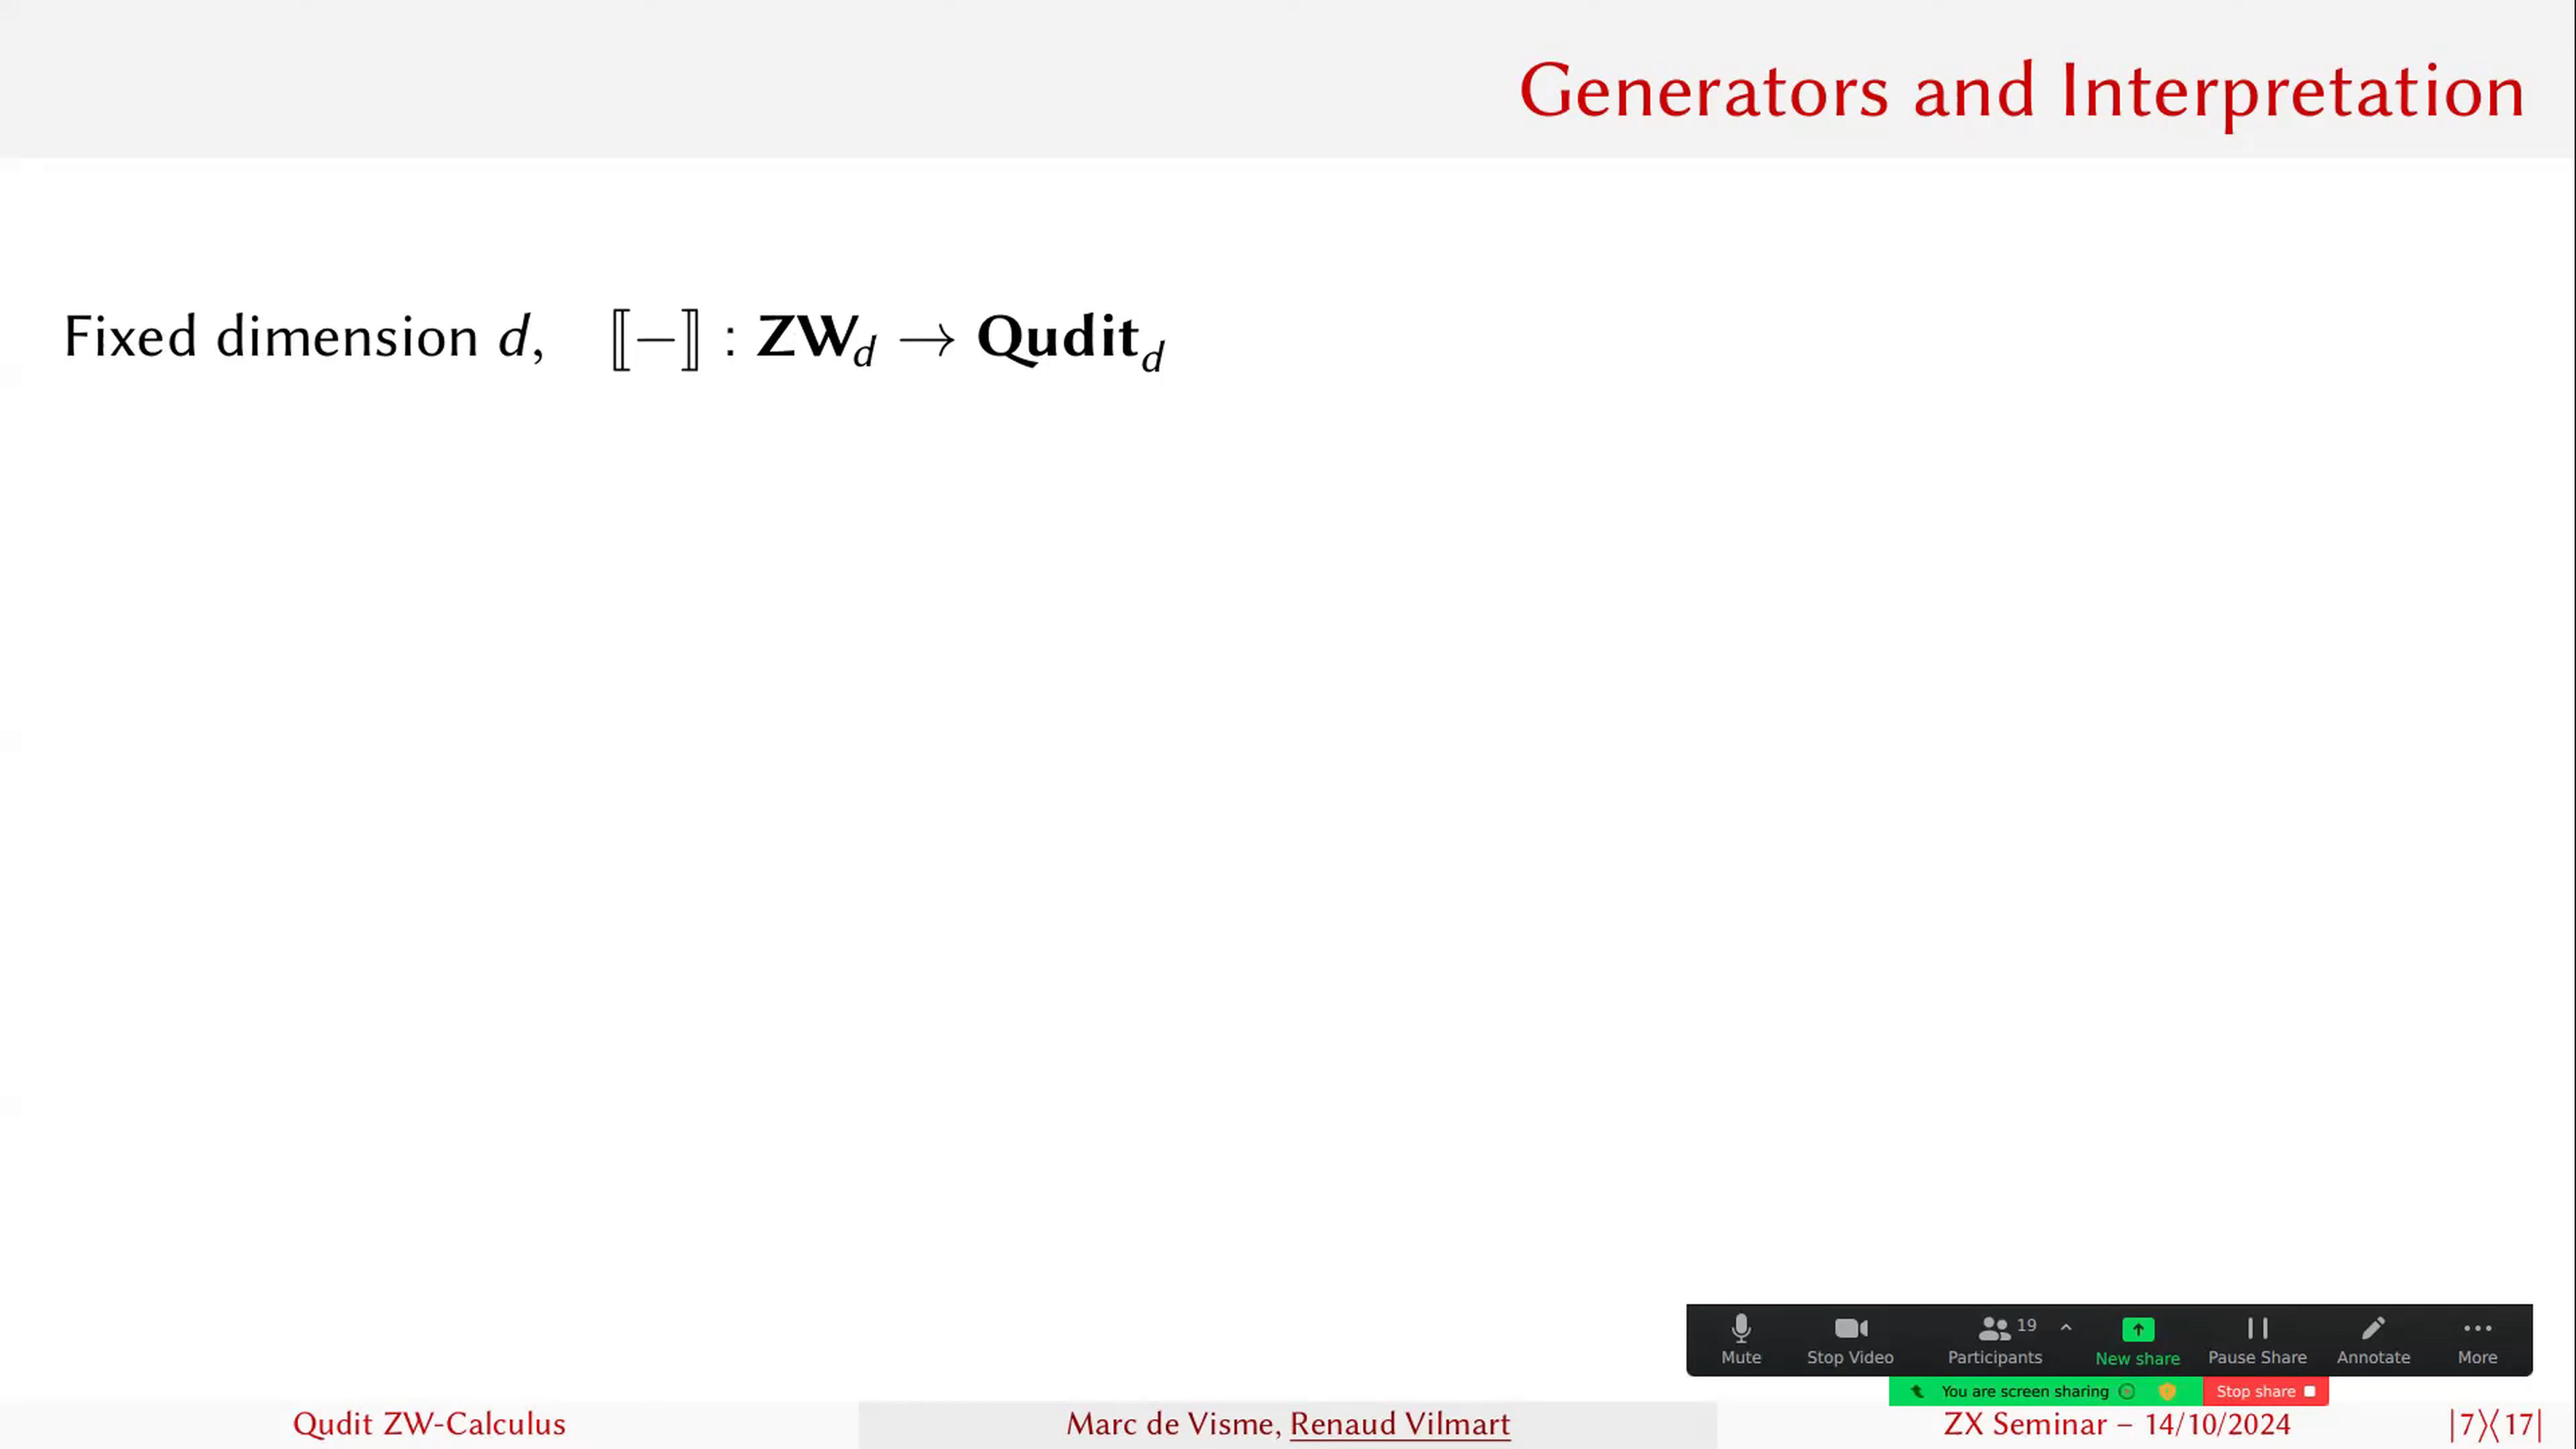 Generators and Interpretation
Fixed dimension d, ⟦−⟧ : ZW_d → Qudit_d
19
Mute Stop Video Participants New share Pause Share Annotate More
You are screen sharing Stop share
Qudit ZW-Calculus Marc de Visme, Renaud Vilmart ZX Seminar – 14/10/2024 |7⟩⟨17|